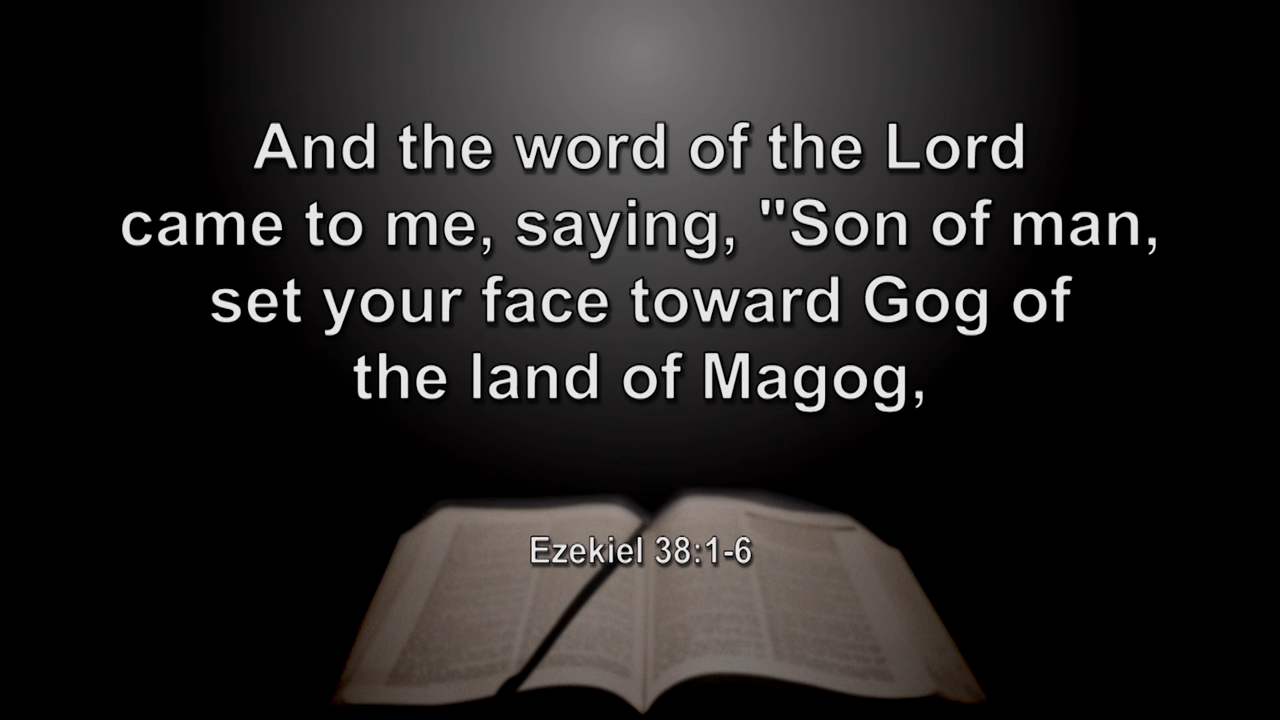 And the word of the Lord
came to me, saying, "Son of man,
set your face toward Gog of
the land of Magog,
Ezekiel 38:1-6